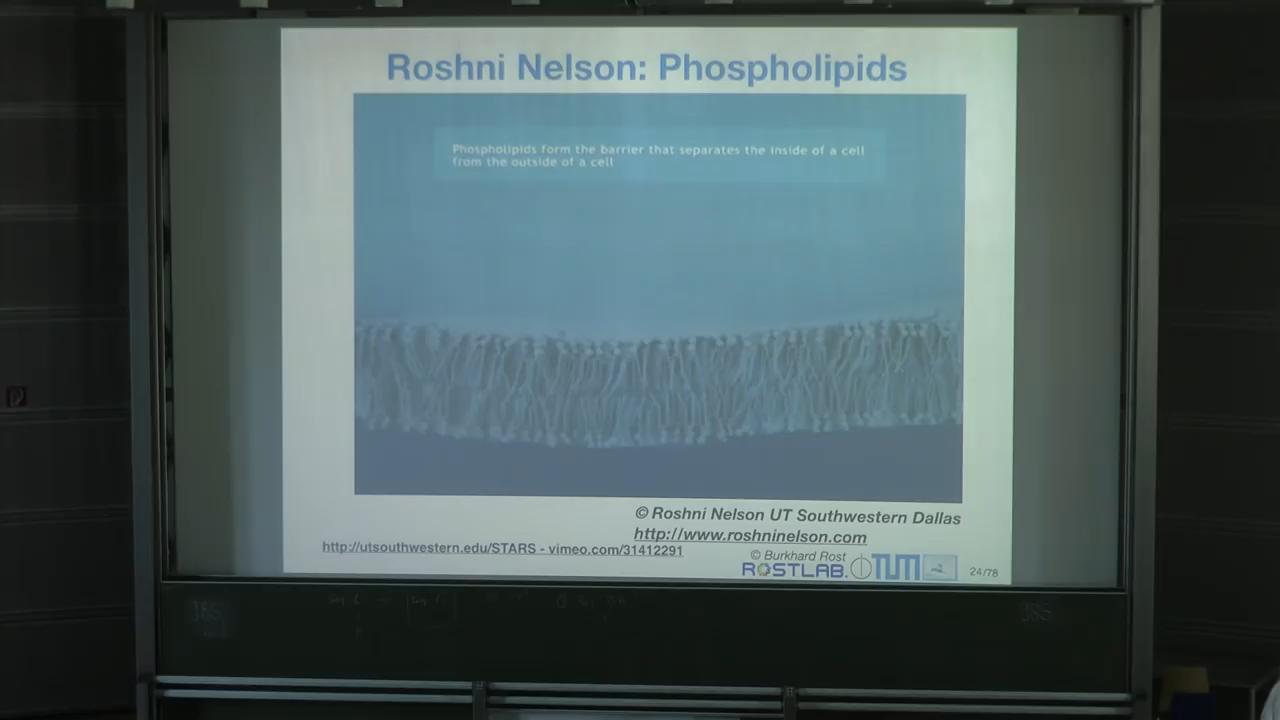 Roshni Nelson: Phospholipids
Phospholipids form the barrier that separates the inside of a cell
from the outside of a cell
© Roshni Nelson UT Southwestern Dallas
http://www.roshninelson.com
http://utsouthwestern.edu/STARS - vimeo.com/31412291
© Burkhard Rost
ROSTLAB.
TUM
24/78